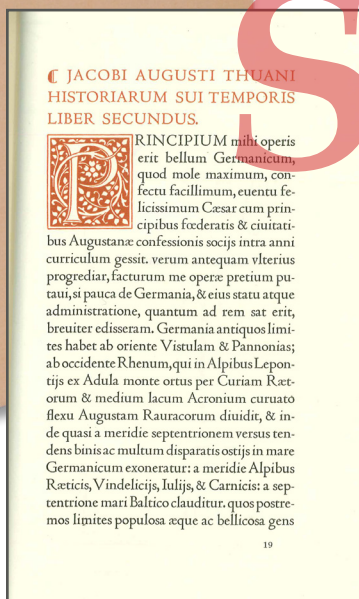 S
❡ JACOBI AUGUSTI THUANI
HISTORIARUM SUI TEMPORIS
LIBER SECUNDUS.
PRINCIPIUM mihi operis
erit bellum Germanicum,
quod mole maximum, con-
fectu facillimum, euentu fe-
licissimum Cæsar cum prin-
cipibus fœderatis & ciuitati-
bus Augustanæ confessionis socijs intra anni
curriculum gessit. verum antequam vlterius
progrediar, facturum me operæ pretium pu-
taui, si pauca de Germania, & eius statu atque
administratione, quantum ad rem sat erit,
breuiter edisseram. Germania antiquos limi-
tes habet ab oriente Vistulam & Pannonias;
ab occidente Rhenum, qui in Alpibus Lepon-
tijs ex Adula monte ortus per Curiam Ræt-
orum & medium lacum Acronium curuato
flexu Augustam Rauracorum diuidit, & in-
de quasi a meridie septentrionem versus ten-
dens binis ac multum disparatis ostijs in mare
Germanicum exoneratur: a meridie Alpibus
Ræticis, Vindelicijs, Iulijs, & Carnicis: a sep-
tentrione mari Baltico clauditur. quos postre-
mos limites populosa æque ac bellicosa gens
19